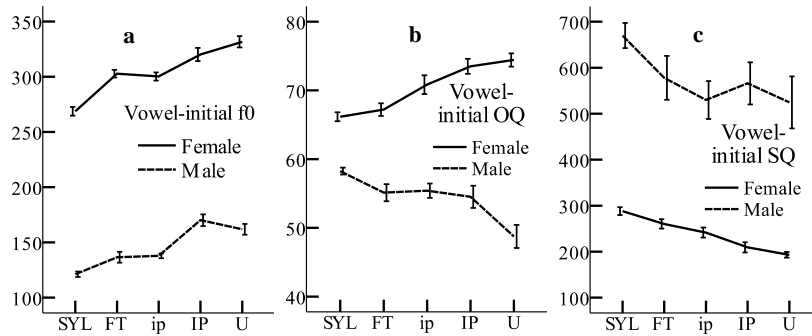 a
350
300
250
200
150
100
Vowel-initial f0
Female
Male
SYL FT ip IP U
b
80
70
60
50
40
Vowel-
initial OQ
Female
Male
SYL FT ip IP U
c
700
600
500
400
300
200
100
Vowel-
initial SQ
Female
Male
SYL FT ip IP U